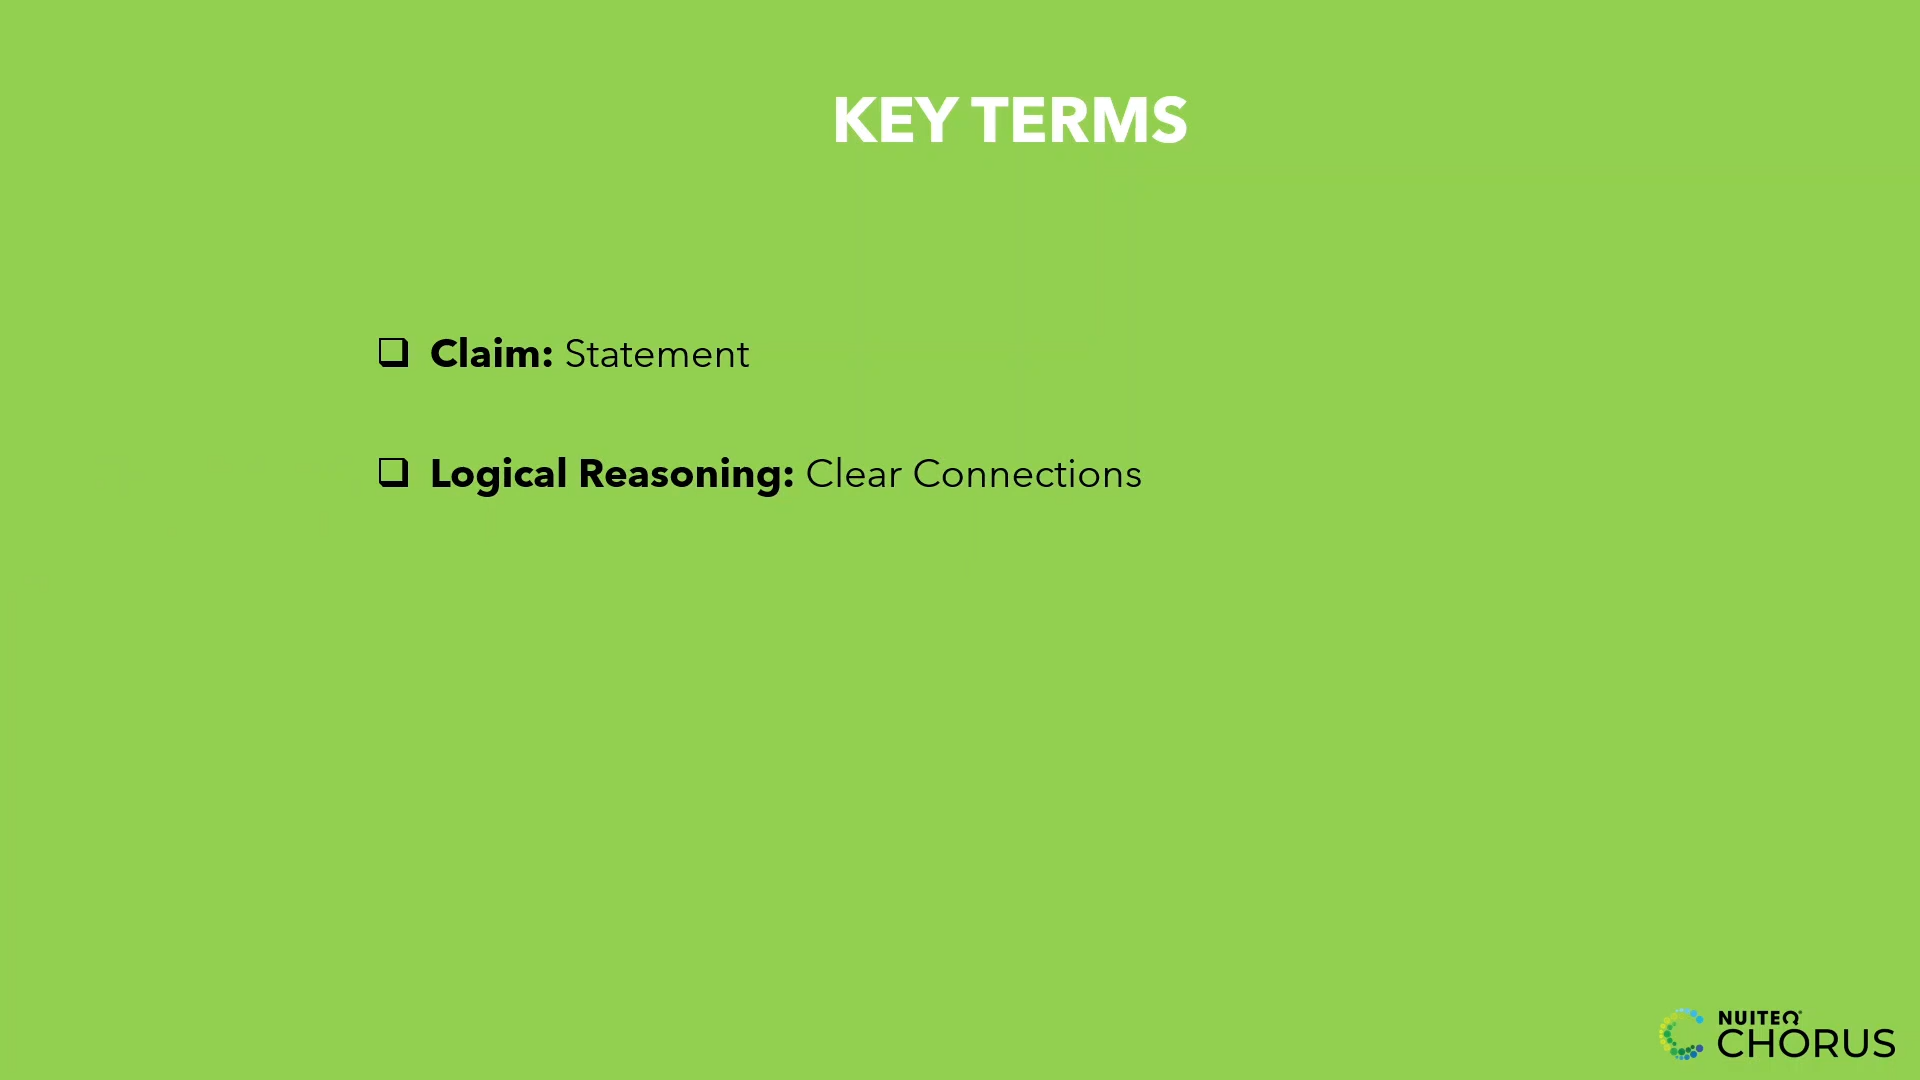 KEY TERMS
❑ Claim: Statement
❑ Logical Reasoning: Clear Connections
NUITEQ®
CHORUS